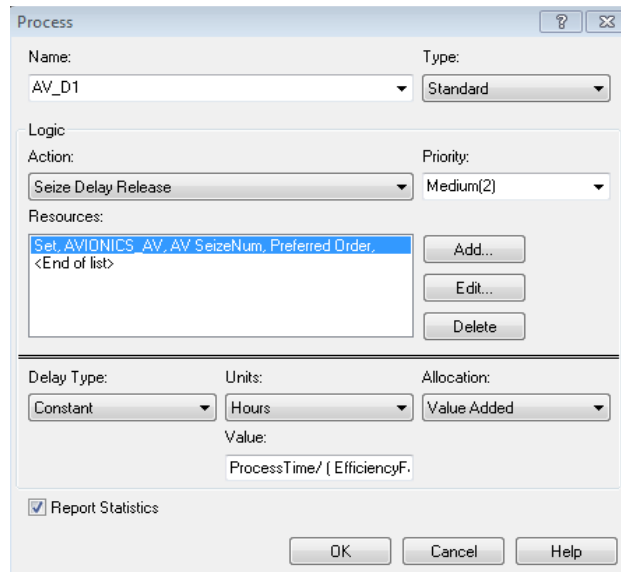 Process
Name:
Type:
AV_D1
Standard
Logic
Action:
Priority:
Seize Delay Release
Medium(2)
Resources:
Set, AVIONICS_AV, AV SeizeNum, Preferred Order,
<End of list>
Add...
Edit...
Delete
Delay Type:
Units:
Allocation:
Constant
Hours
Value Added
Value:
ProcessTime/ ( EfficiencyF
Report Statistics
OK
Cancel
Help